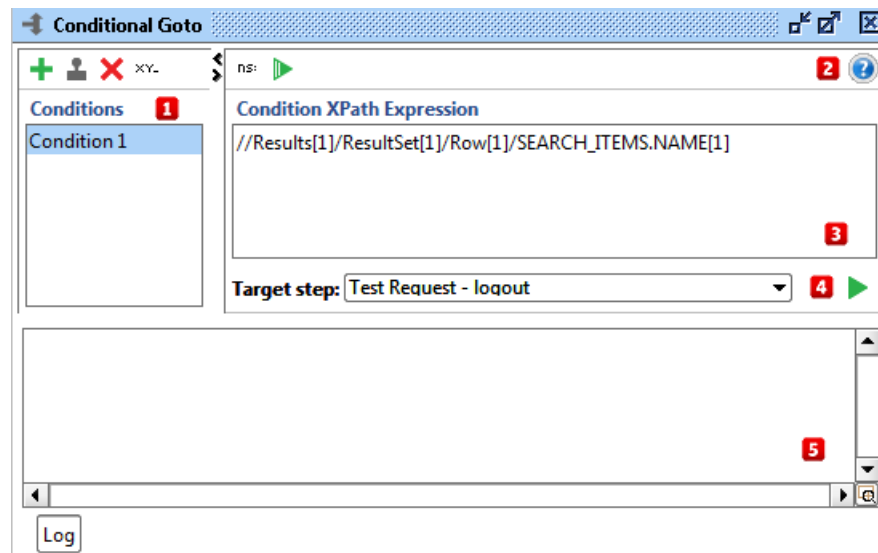 Conditional Goto
XY-
ns:
2
?
Conditions 1
Condition XPath Expression
Condition 1
//Results[1]/ResultSet[1]/Row[1]/SEARCH_ITEMS.NAME[1]
3
Target step: Test Request - logout
4
5
Log